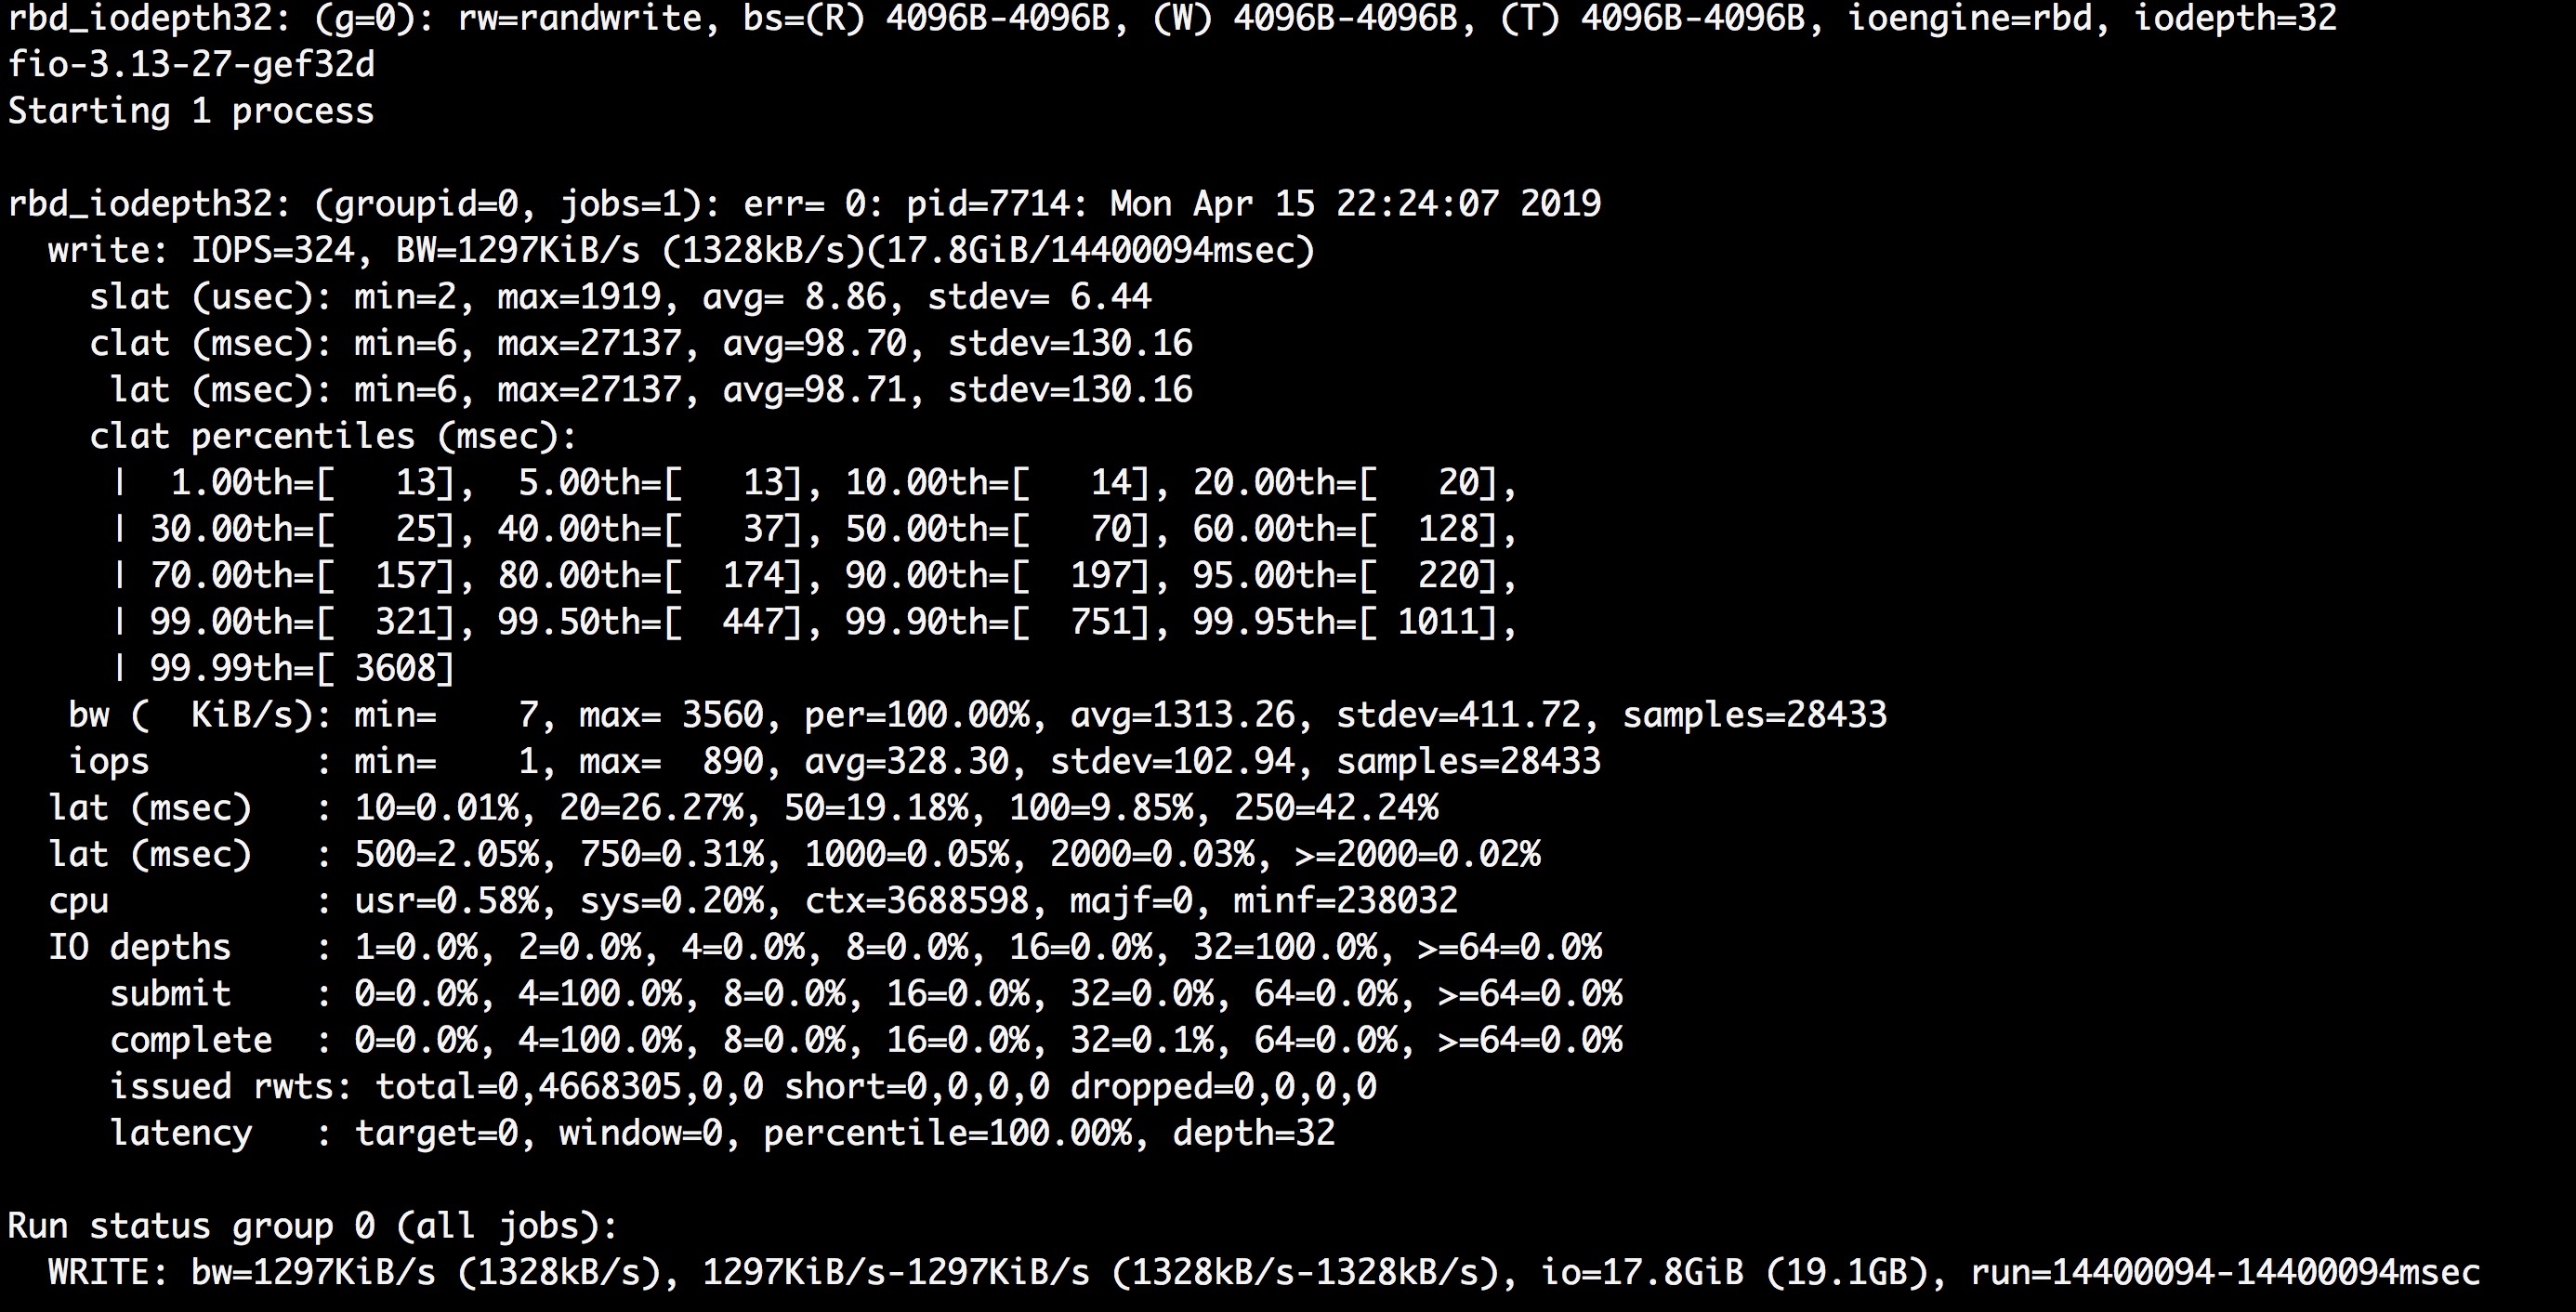 rbd_iodepth32: (g=0): rw=randwrite, bs=(R) 4096B-4096B, (W) 4096B-4096B, (T) 4096B-4096B, ioengine=rbd, iodepth=32
fio-3.13-27-gef32d
Starting 1 process

rbd_iodepth32: (groupid=0, jobs=1): err= 0: pid=7714: Mon Apr 15 22:24:07 2019
  write: IOPS=324, BW=1297KiB/s (1328kB/s)(17.8GiB/14400094msec)
    slat (usec): min=2, max=1919, avg= 8.86, stdev= 6.44
    clat (msec): min=6, max=27137, avg=98.70, stdev=130.16
     lat (msec): min=6, max=27137, avg=98.71, stdev=130.16
    clat percentiles (msec):
     |  1.00th=[   13],  5.00th=[   13], 10.00th=[   14], 20.00th=[   20],
     | 30.00th=[   25], 40.00th=[   37], 50.00th=[   70], 60.00th=[  128],
     | 70.00th=[  157], 80.00th=[  174], 90.00th=[  197], 95.00th=[  220],
     | 99.00th=[  321], 99.50th=[  447], 99.90th=[  751], 99.95th=[ 1011],
     | 99.99th=[ 3608]
   bw (  KiB/s): min=    7, max= 3560, per=100.00%, avg=1313.26, stdev=411.72, samples=28433
   iops        : min=    1, max=  890, avg=328.30, stdev=102.94, samples=28433
  lat (msec)   : 10=0.01%, 20=26.27%, 50=19.18%, 100=9.85%, 250=42.24%
  lat (msec)   : 500=2.05%, 750=0.31%, 1000=0.05%, 2000=0.03%, >=2000=0.02%
  cpu          : usr=0.58%, sys=0.20%, ctx=3688598, majf=0, minf=238032
  IO depths    : 1=0.0%, 2=0.0%, 4=0.0%, 8=0.0%, 16=0.0%, 32=100.0%, >=64=0.0%
     submit    : 0=0.0%, 4=100.0%, 8=0.0%, 16=0.0%, 32=0.0%, 64=0.0%, >=64=0.0%
     complete  : 0=0.0%, 4=100.0%, 8=0.0%, 16=0.0%, 32=0.1%, 64=0.0%, >=64=0.0%
     issued rwts: total=0,4668305,0,0 short=0,0,0,0 dropped=0,0,0,0
     latency   : target=0, window=0, percentile=100.00%, depth=32

Run status group 0 (all jobs):
  WRITE: bw=1297KiB/s (1328kB/s), 1297KiB/s-1297KiB/s (1328kB/s-1328kB/s), io=17.8GiB (19.1GB), run=14400094-14400094msec